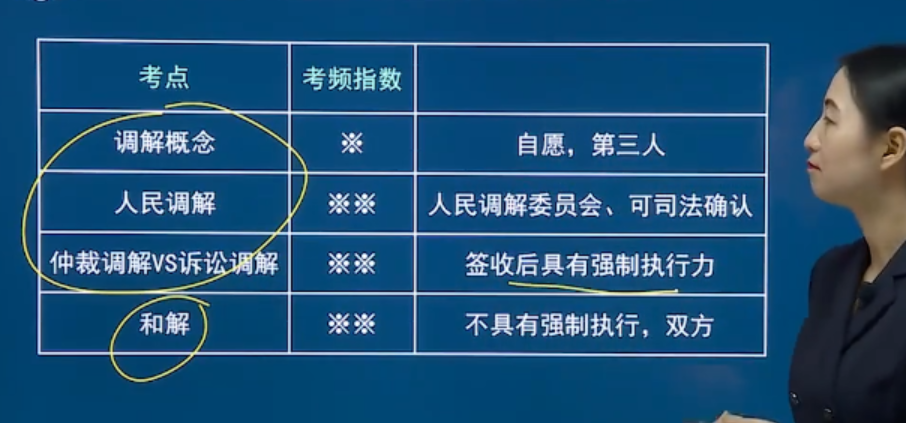 考点 考频指数
调解概念 ※ 自愿，第三人
人民调解 ※※ 人民调解委员会、可司法确认
仲裁调解VS诉讼调解 ※※ 签收后具有强制执行力
和解 ※※ 不具有强制执行，双方